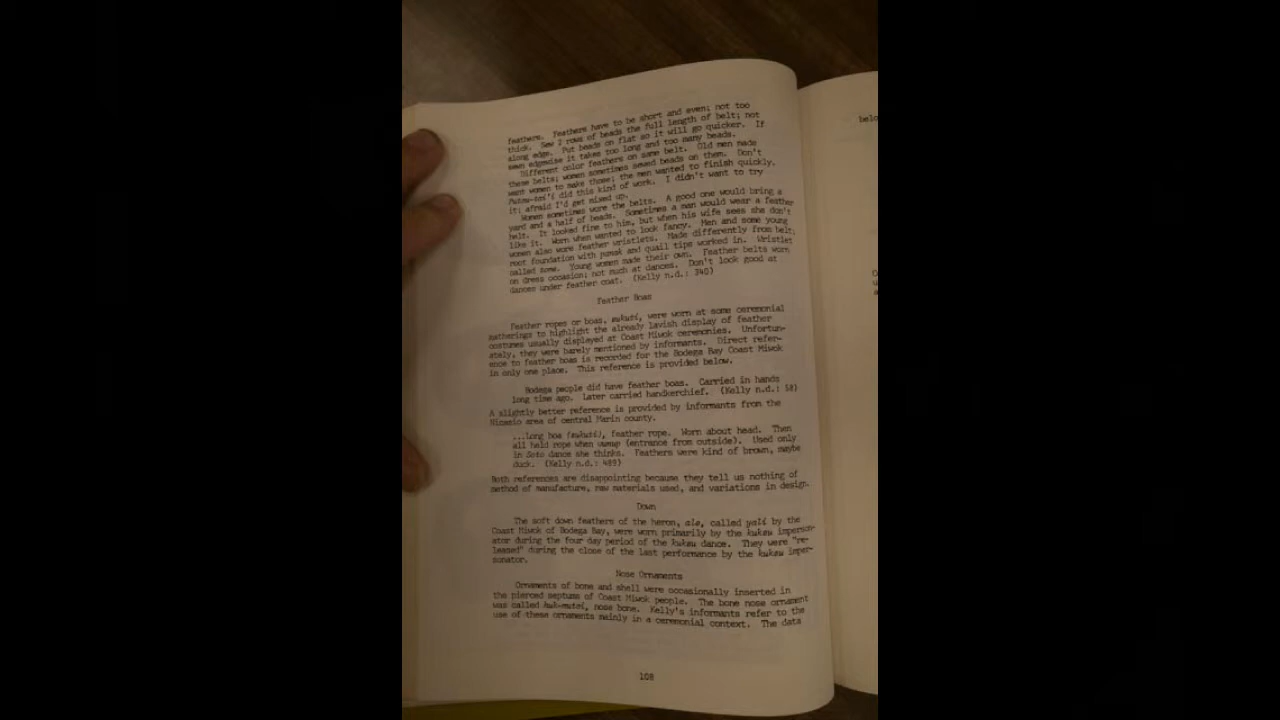 feathers. Feathers have to be short and even; not too
thick. Sew 2 rows of beads the full length of belt; not
along edge. Put beads on flat so it will go quicker. If
sewn edgewise it takes too long and too many beads.
Different color feathers on same belt. Old men made
these belts; women sometimes sewed beads on them. Don't
want women to make those; the men wanted to finish quickly.
did this kind of work. I didn't want to try
it; afraid I'd get mixed up.
Women sometimes wore the belts. A good one would bring a
yard and a half of beads. Sometimes a man would wear a feather
belt. It looked fine to him, but when his wife sees she don't
like it. Worn when wanted to look fancy. Men and some young
women also wore feather wristlets. Made differently from belt;
root foundation with and quail tips worked in. Wristlet
called Young women made their own. Feather belts worn
on dress occasion; not much at dances. Don't look good at
dances under feather coat. (Kelly n.d.: 340)
Feather Boas
Feather ropes or boas, were worn at some ceremonial
gatherings to highlight the already lavish display of feather
costumes usually displayed at Coast Miwok ceremonies. Unfortun-
ately, they were barely mentioned by informants. Direct refer-
ence to feather boas is recorded for the Bodega Bay Coast Miwok
in only one place. This reference is provided below.
Bodega people did have feather boas. Carried in hands
long time ago. Later carried handkerchief. (Kelly n.d.: 58)
A slightly better reference is provided by informants from the
Nicasio area of central Marin county.
...Long boa feather rope. Worn about head. Then
all held rope when (entrance from outside). Used only
in Soto dance she thinks. Feathers were kind of brown, maybe
duck. (Kelly n.d.: 489)
Both references are disappointing because they tell us nothing of
method of manufacture, raw materials used, and variations in design.
Down
The soft down feathers of the heron, called by the
Coast Miwok of Bodega Bay, were worn primarily by the kuksu imperson-
ator during the four day period of the kuksu dance. They were "re-
leased" during the close of the last performance by the kuksu imper-
sonator.
Nose Ornaments
Ornaments of bone and shell were occasionally inserted in
the pierced septums of Coast Miwok people. The bone nose ornament
was called nose bone. Kelly's informants refer to the
use of these ornaments mainly in a ceremonial context. The data
108
belo